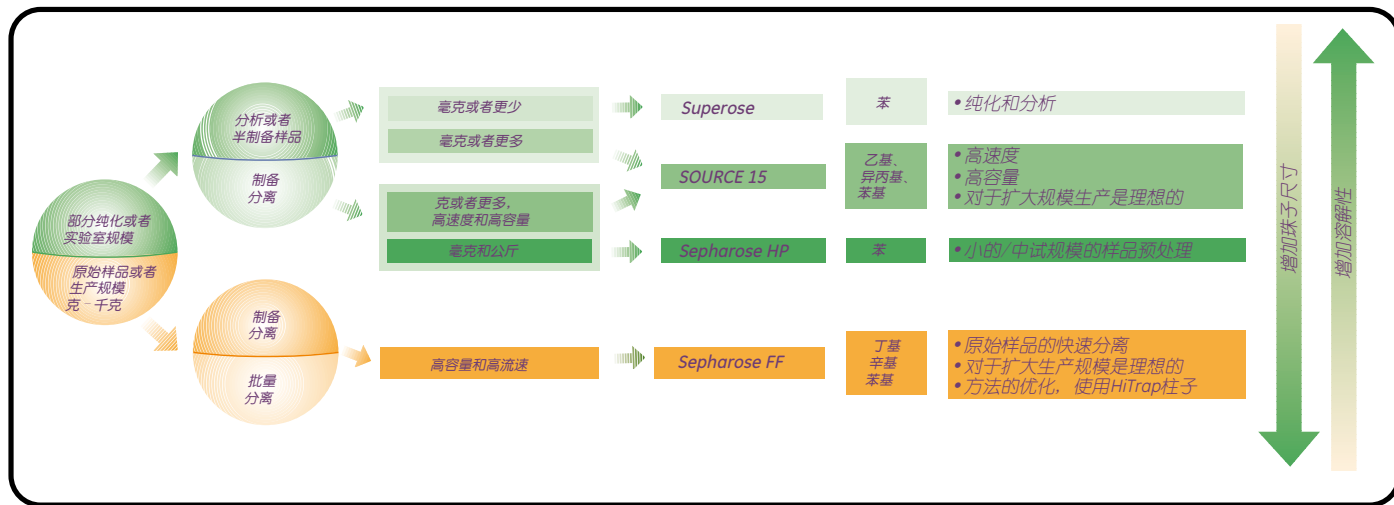 部分纯化或者
实验室规模
原始样品或者
生产规模
克–千克
分析或者
半制备样品
制备
分离
制备
分离
批量
分离
毫克或者更少
毫克或者更多
克或者更多，
高速度和高容量
毫克和公斤
高容量和高流速
Superose
苯
•纯化和分析
SOURCE 15
乙基、
异丙基、
苯基
•高速度
•高容量
•对于扩大规模生产是理想的
Sepharose HP
苯
•小的/中试规模的样品预处理
Sepharose FF
丁基
辛基
苯基
•原始样品的快速分离
•对于扩大生产规模是理想的
•方法的优化，使用HiTrap柱子
增加珠子尺寸
增加溶解性